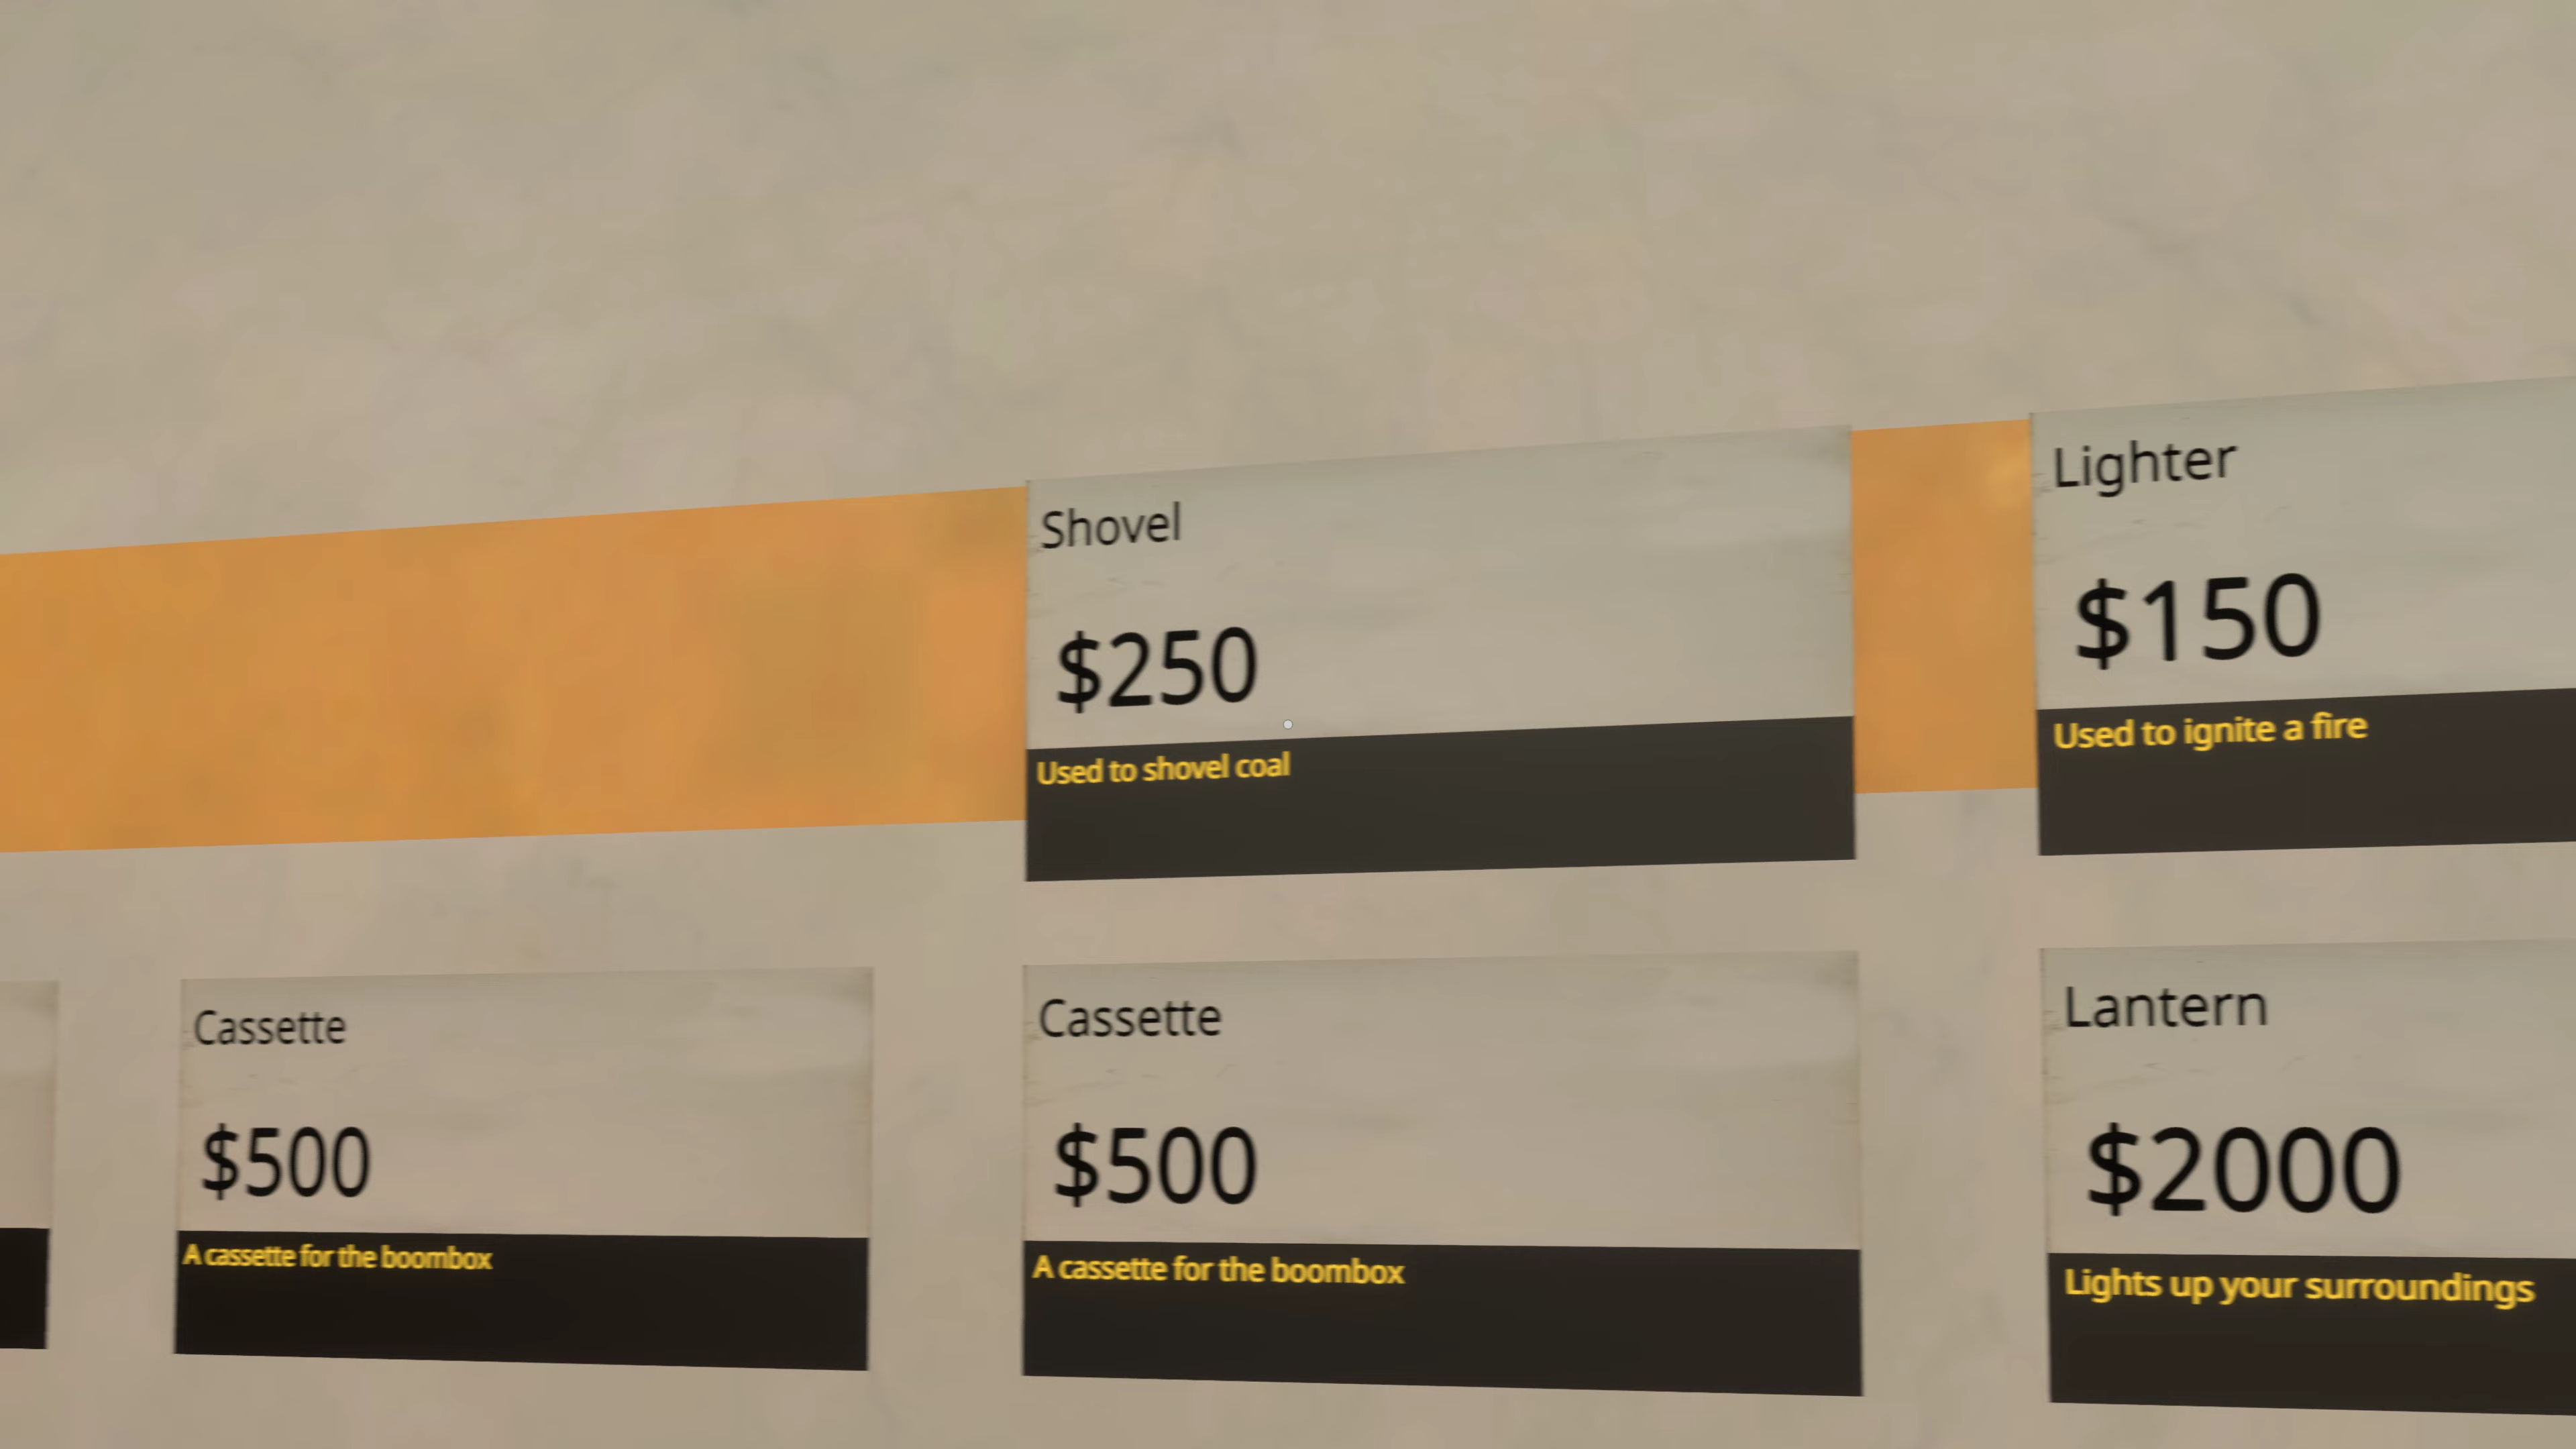 Shovel
$250
Used to shovel coal
Lighter
$150
Used to ignite a fire
Cassette
$500
A cassette for the boombox
Cassette
$500
A cassette for the boombox
Lantern
$2000
Lights up your surroundings